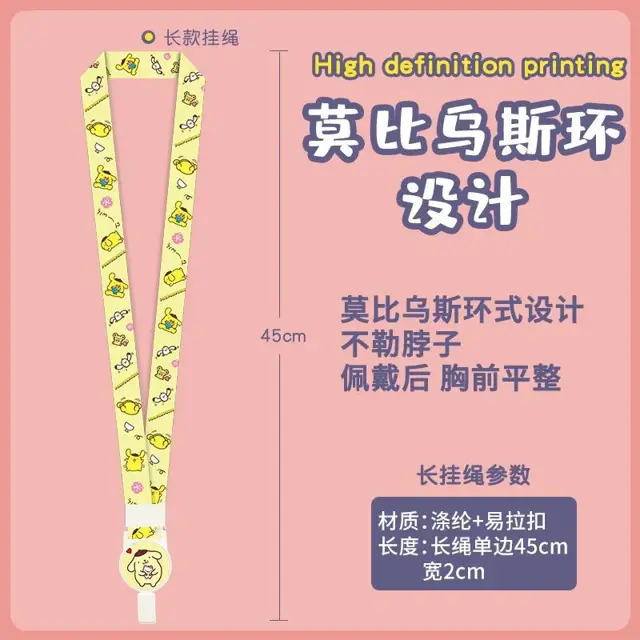 长款挂绳
High definition printing
莫比乌斯环
设计
45cm
莫比乌斯环式设计
不勒脖子
佩戴后 胸前平整
长挂绳参数
材质:涤纶+易拉扣
长度:长绳单边45cm
宽2cm